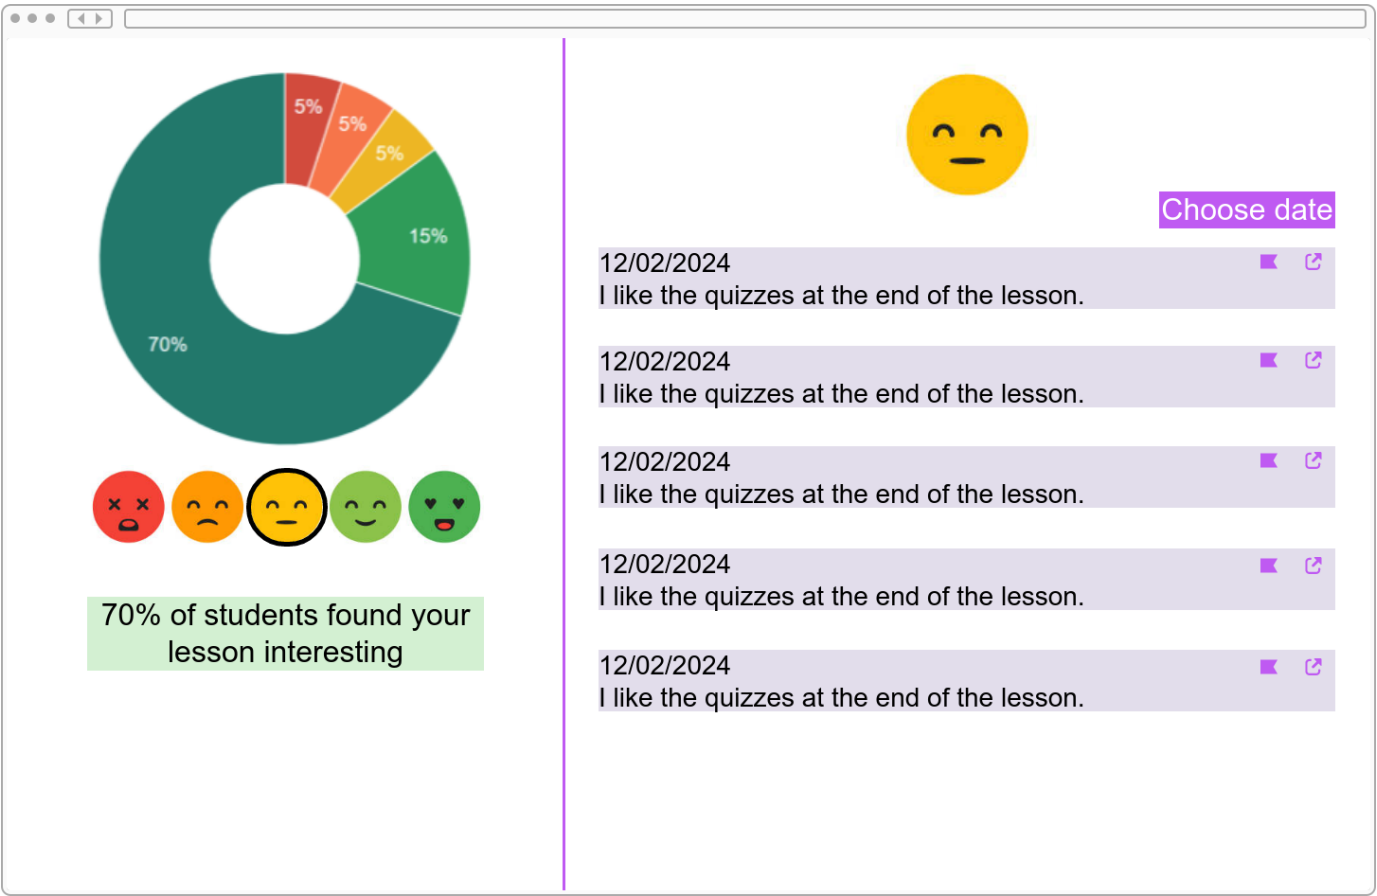 5%
5%
5%
15%
70%
70% of students found your
lesson interesting
Choose date
12/02/2024
I like the quizzes at the end of the lesson.
12/02/2024
I like the quizzes at the end of the lesson.
12/02/2024
I like the quizzes at the end of the lesson.
12/02/2024
I like the quizzes at the end of the lesson.
12/02/2024
I like the quizzes at the end of the lesson.